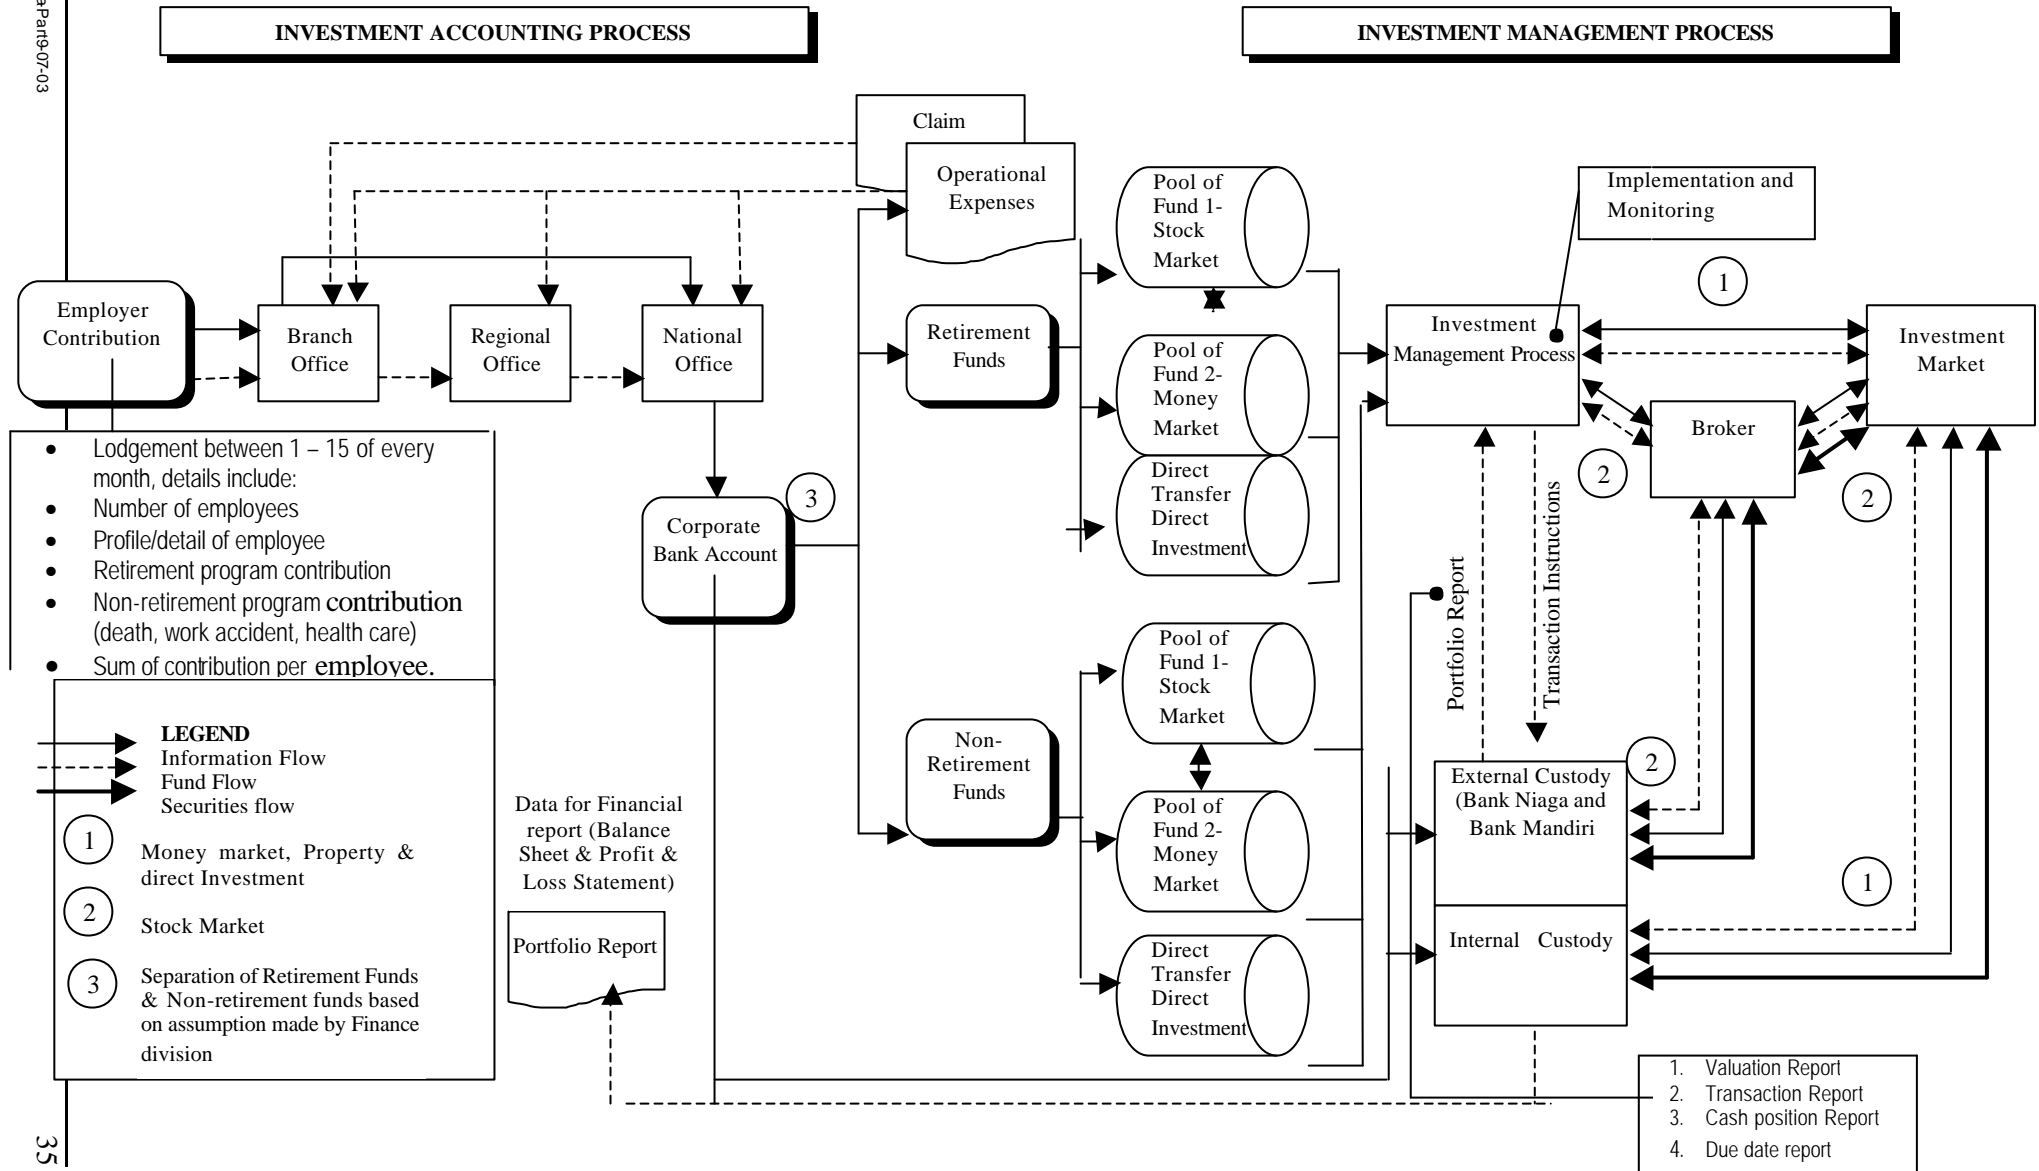 aPart9-07-03
INVESTMENT ACCOUNTING PROCESS
INVESTMENT MANAGEMENT PROCESS
Claim
Operational
Expenses
Pool of
Fund 1-
Stock
Market
Implementation and
Monitoring
1
Employer
Contribution
Branch
Office
Regional
Office
National
Office
Retirement
Funds
Pool of
Fund 2-
Money
Market
Investment
Management Process
Investment
Market
Broker
2
2
• Lodgement between 1 – 15 of every
month, details include:
• Number of employees
• Profile/detail of employee
• Retirement program contribution
• Non-retirement program contribution
(death, work accident, health care)
• Sum of contribution per employee.
Corporate
Bank Account
3
Direct
Transfer
Direct
Investment
Portfolio Report
Transaction Instructions
Pool of
Fund 1-
Stock
Market
LEGEND
Information Flow
Fund Flow
Securities flow
1
Money market, Property &
direct Investment
2
Stock Market
3
Separation of Retirement Funds
& Non-retirement funds based
on assumption made by Finance
division
Non-
Retirement
Funds
Data for Financial
report (Balance
Sheet & Profit &
Loss Statement)
Portfolio Report
Pool of
Fund 2-
Money
Market
Direct
Transfer
Direct
Investment
External Custody
(Bank Niaga and
Bank Mandiri
2
Internal Custody
1
1. Valuation Report
2. Transaction Report
3. Cash position Report
4. Due date report
35